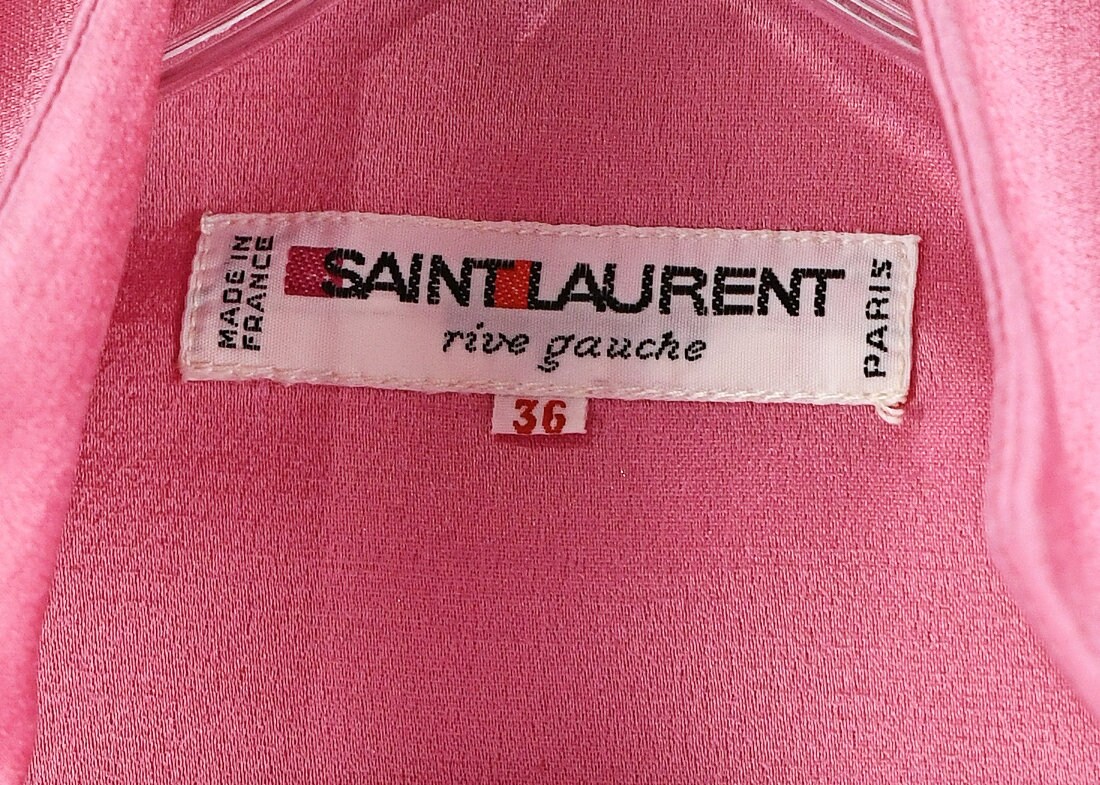 MADE IN
FRANCE
SAINT LAURENT
rive gauche
PARIS
36